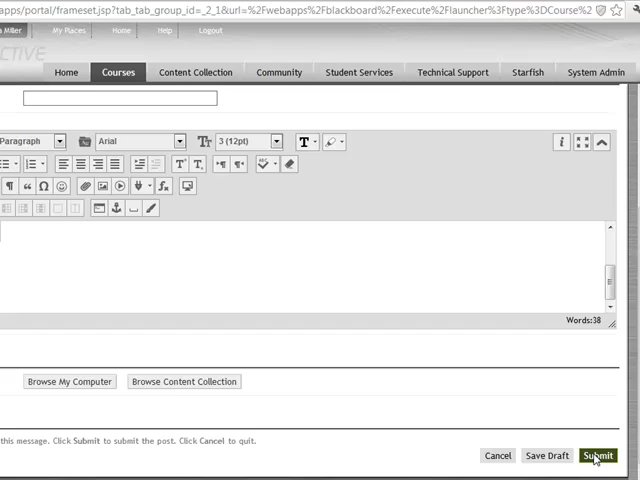 apps/portal/frameset.jsp?tab_tab_group_id=_2_1&url=%2Fwebapps%2Fblackboard%2Fexecute%2Flauncher%3Ftype%3DCourse%2
Miller My Places Home Help Logout
CTIVE
Home Courses Content Collection Community Student Services Technical Support Starfish System Admin
Paragraph Arial 3 (12pt)
Words:38
Browse My Computer Browse Content Collection
this message. Click Submit to submit the post. Click Cancel to quit.
Cancel Save Draft Submit